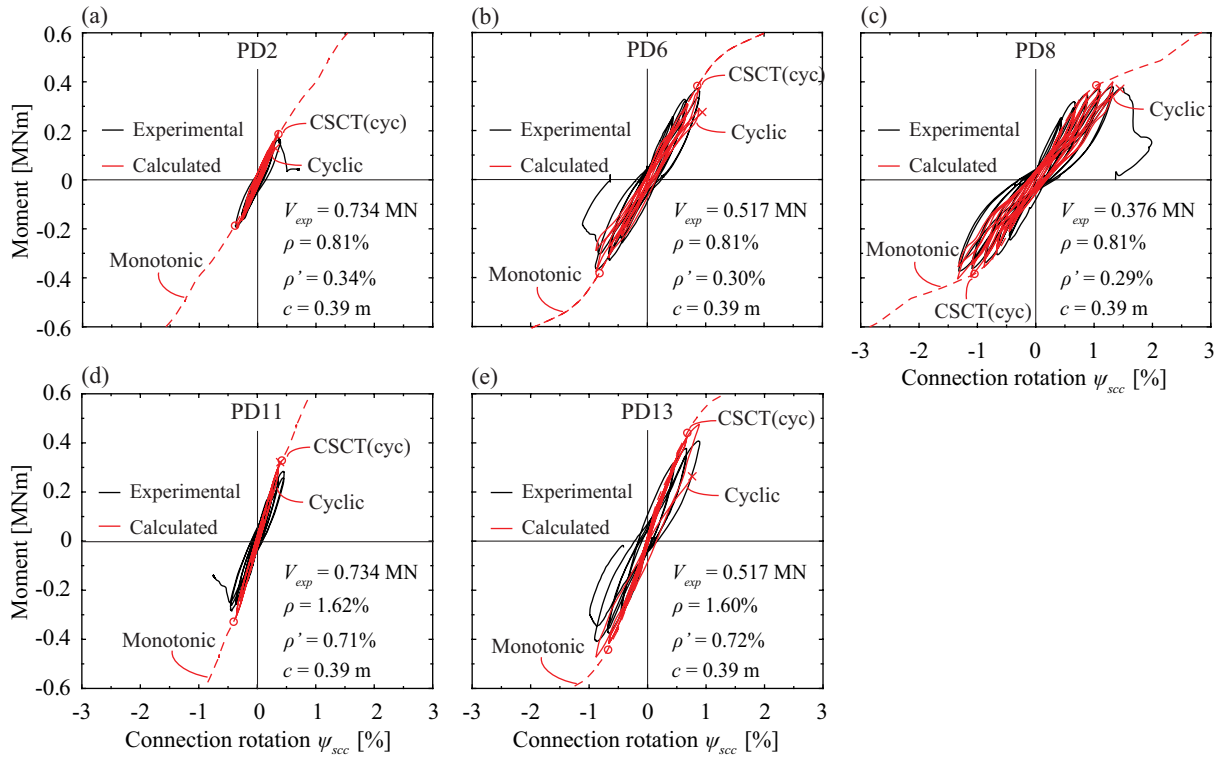 (a)
PD2
0.6
0.4
0.2
0
-0.2
-0.4
-0.6
Moment [MNm]
Experimental
Calculated
CSCT(cyc)
Cyclic
Monotonic
V_exp = 0.734 MN
ρ = 0.81%
ρ' = 0.34%
c = 0.39 m
(b)
PD6
Experimental
Calculated
CSCT(cyc)
Cyclic
Monotonic
V_exp = 0.517 MN
ρ = 0.81%
ρ' = 0.30%
c = 0.39 m
(c)
PD8
Experimental
Calculated
Cyclic
Monotonic
CSCT(cyc)
V_exp = 0.376 MN
ρ = 0.81%
ρ' = 0.29%
c = 0.39 m
-3 -2 -1 0 1 2 3
Connection rotation ψ_scc [%]
(d)
PD11
0.6
0.4
0.2
0
-0.2
-0.4
-0.6
Moment [MNm]
Experimental
Calculated
CSCT(cyc)
Cyclic
Monotonic
V_exp = 0.734 MN
ρ = 1.62%
ρ' = 0.71%
c = 0.39 m
-3 -2 -1 0 1 2 3
Connection rotation ψ_scc [%]
(e)
PD13
Experimental
Calculated
CSCT(cyc)
Cyclic
Monotonic
V_exp = 0.517 MN
ρ = 1.60%
ρ' = 0.72%
c = 0.39 m
-3 -2 -1 0 1 2 3
Connection rotation ψ_scc [%]